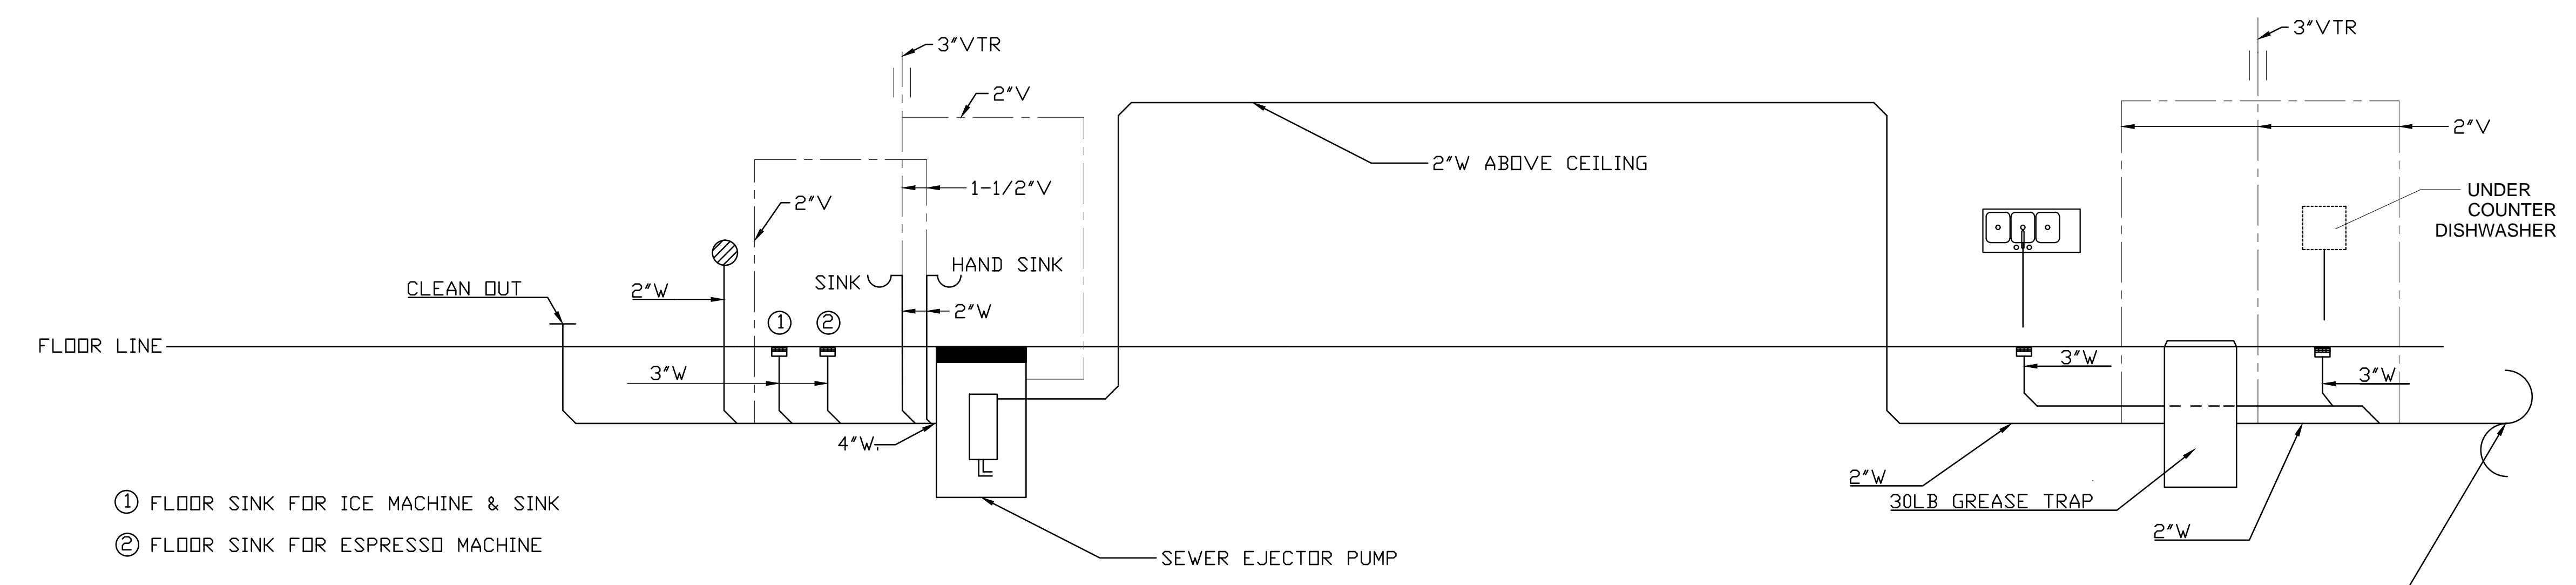 3"VTR
3"VTR
2"V
2"V
2"W ABOVE CEILING
1-1/2"V
2"V
UNDER
COUNTER
DISHWASHER
HAND SINK
SINK
CLEAN OUT
2"W
2"W
1
2
FLOOR LINE
3"W
3"W
3"W
4"W.
2"W
1 FLOOR SINK FOR ICE MACHINE & SINK
30LB GREASE TRAP
2"W
2 FLOOR SINK FOR ESPRESSO MACHINE
SEWER EJECTOR PUMP